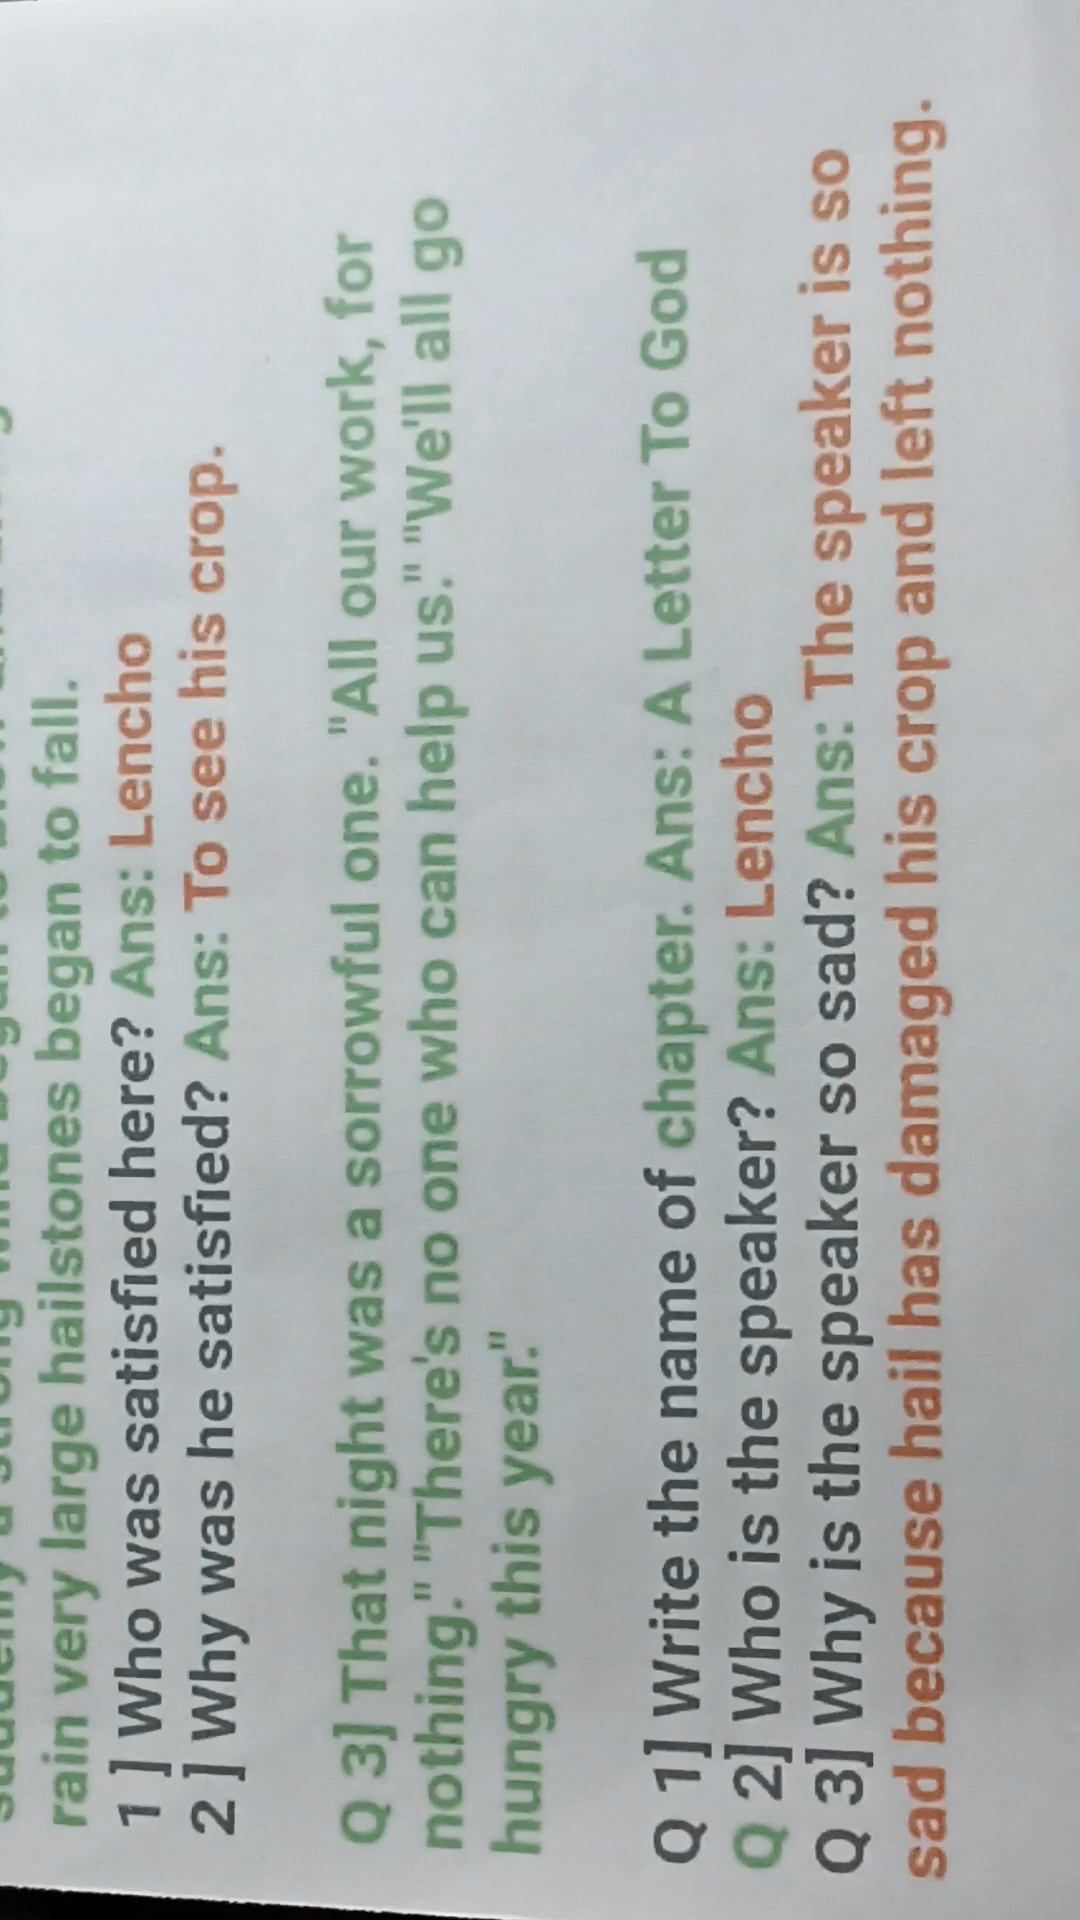 rain very large hailstones began to fall.
1 ] Who was satisfied here? Ans: Lencho
2 ] Why was he satisfied? Ans: To see his crop.
Q 3] That night was a sorrowful one. "All our work, for
nothing." "There's no one who can help us." "We'll all go
hungry this year."
Q 1] Write the name of chapter. Ans: A Letter To God
Q 2] Who is the speaker? Ans: Lencho
Q 3] Why is the speaker so sad? Ans: The speaker is so
sad because hail has damaged his crop and left nothing.